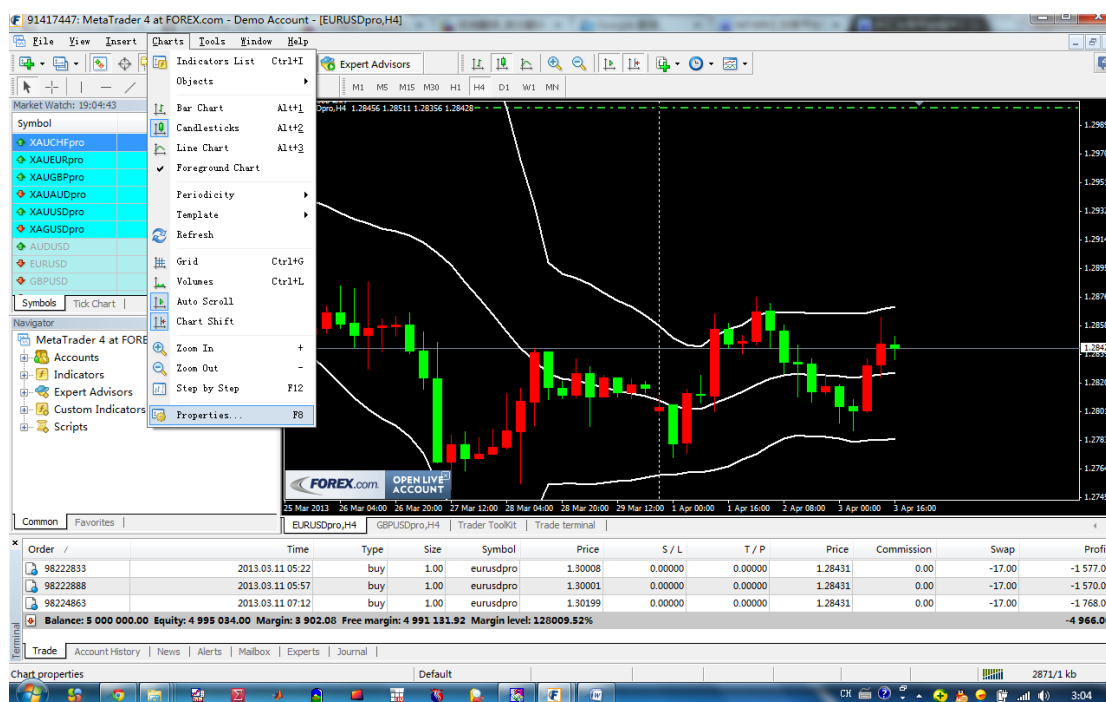 91417447: MetaTrader 4 at FOREX.com - Demo Account - [EURUSDpro,H4]
File View Insert Charts Tools Window Help
Expert Advisors
M1 M5 M15 M30 H1 H4 D1 W1 MN
Indicators List Ctrl+I
Objects
Bar Chart Alt+1
Candlesticks Alt+2
Line Chart Alt+3
Foreground Chart
Periodicity
Template
Refresh
Grid Ctrl+G
Volumes Ctrl+L
Auto Scroll
Chart Shift
Zoom In +
Zoom Out -
Step by Step F12
Properties... F8
Market Watch: 19:04:43
Symbol
XAUCHFpro
XAUEURpro
XAUGBPpro
XAUAUDpro
XAUUSDpro
XAGUSDpro
AUDUSD
EURUSD
GBPUSD
Symbols Tick Chart
Navigator
MetaTrader 4 at FORE
Accounts
Indicators
Expert Advisors
Custom Indicators
Scripts
Common Favorites
Dpro,H4 1.28456 1.28511 1.28356 1.28428
FOREX.com OPEN LIVE ACCOUNT
25 Mar 2013 26 Mar 04:00 26 Mar 20:00 27 Mar 12:00 28 Mar 04:00 28 Mar 20:00 29 Mar 12:00 1 Apr 00:00 1 Apr 16:00 2 Apr 08:00 3 Apr 00:00 3 Apr 16:00
EURUSDpro,H4 GBPUSDpro,H4 Trader ToolKit Trade terminal
Order / Time Type Size Symbol Price S / L T / P Price Commission Swap Profi
98222833 2013.03.11 05:22 buy 1.00 eurusdpro 1.30008 0.00000 0.00000 1.28431 0.00 -17.00 -1 577.0
98222888 2013.03.11 05:57 buy 1.00 eurusdpro 1.30001 0.00000 0.00000 1.28431 0.00 -17.00 -1 570.0
98224863 2013.03.11 07:12 buy 1.00 eurusdpro 1.30199 0.00000 0.00000 1.28431 0.00 -17.00 -1 768.0
Balance: 5 000 000.00 Equity: 4 995 034.00 Margin: 3 902.08 Free margin: 4 991 131.92 Margin level: 128009.52% -4 966.0
Terminal
Trade Account History News Alerts Mailbox Experts Journal
Chart properties Default 2871/1 kb
CH 3:04